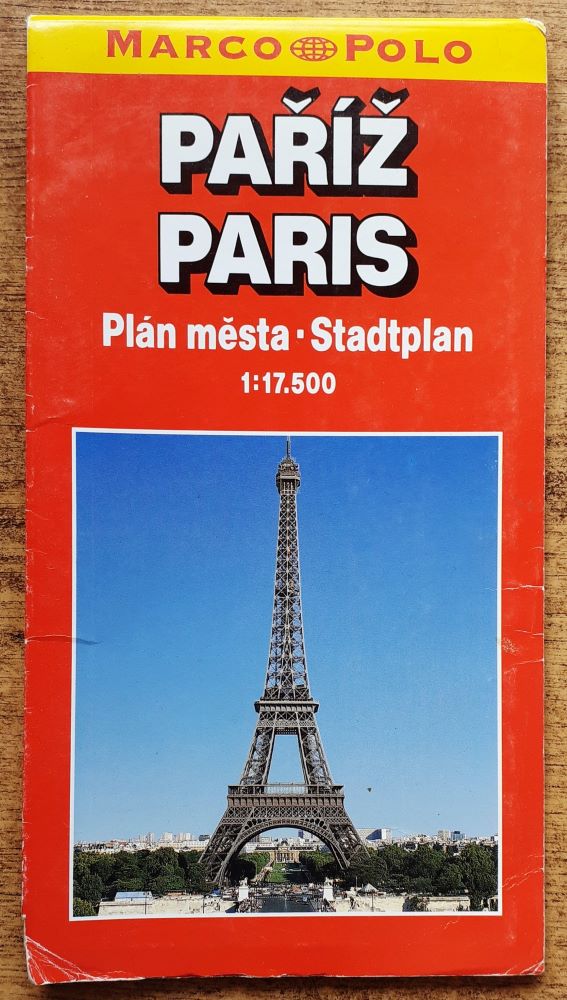 MARCO POLO
PAŘÍŽ
PARIS
Plán města · Stadtplan
1:17.500